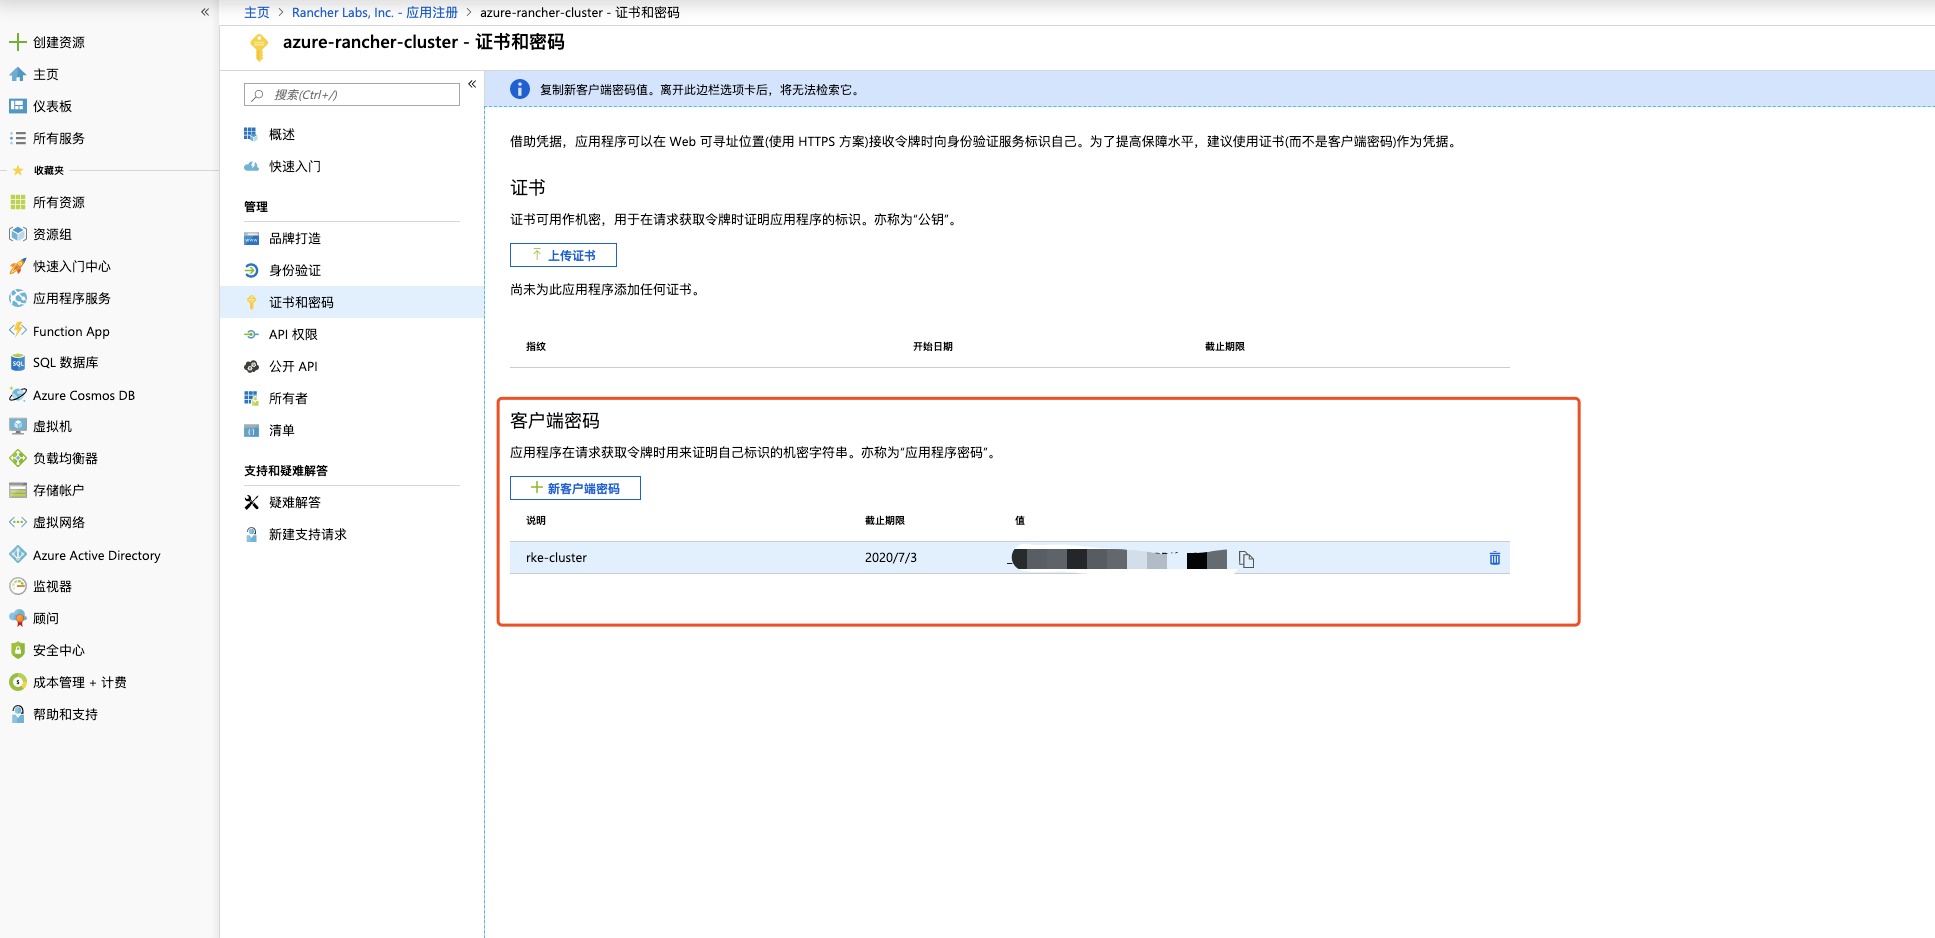 主页 > Rancher Labs, Inc. - 应用注册 > azure-rancher-cluster - 证书和密码
azure-rancher-cluster - 证书和密码
创建资源
主页
仪表板
所有服务
收藏夹
所有资源
资源组
快速入门中心
应用程序服务
Function App
SQL 数据库
Azure Cosmos DB
虚拟机
负载均衡器
存储帐户
虚拟网络
Azure Active Directory
监视器
顾问
安全中心
成本管理 + 计费
帮助和支持
搜索(Ctrl+/)
概述
快速入门
管理
品牌打造
身份验证
证书和密码
API 权限
公开 API
所有者
清单
支持和疑难解答
疑难解答
新建支持请求
复制新客户端密码值。离开此边栏选项卡后，将无法检索它。
借助凭据，应用程序可以在 Web 可寻址位置(使用 HTTPS 方案)接收令牌时向身份验证服务标识自己。为了提高保障水平，建议使用证书(而不是客户端密码)作为凭据。
证书
证书可用作机密，用于在请求获取令牌时证明应用程序的标识。亦称为“公钥”。
上传证书
尚未为此应用程序添加任何证书。
指纹 开始日期 截止期限
客户端密码
应用程序在请求获取令牌时用来证明自己标识的机密字符串。亦称为“应用程序密码”。
新客户端密码
说明 截止期限 值
rke-cluster 2020/7/3